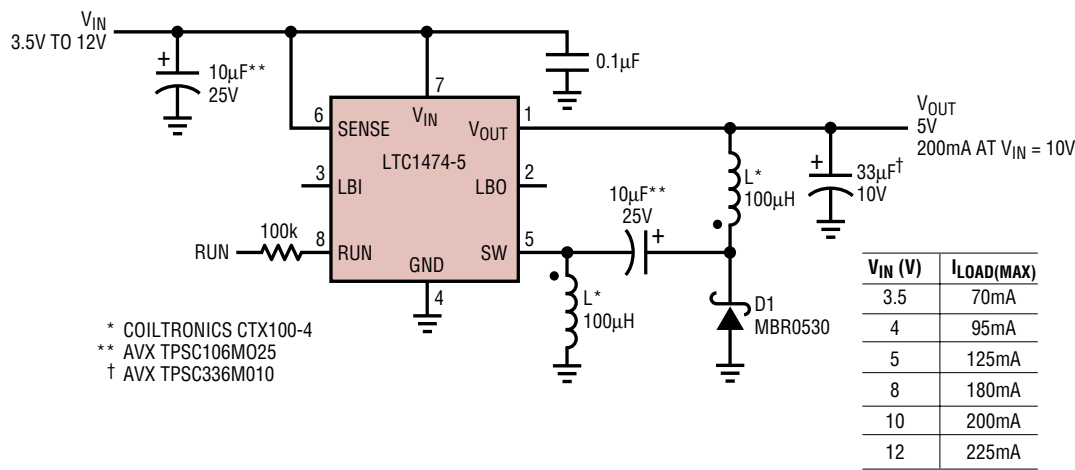 VIN
3.5V TO 12V
+
10µF**
25V
0.1µF
7
6
SENSE
VIN
VOUT
1
LTC1474-5
3
LBI
LBO
2
RUN
100k
8
RUN
GND
SW
5
4
10µF**
25V
+
L*
100µH
L*
100µH
D1
MBR0530
+
33µF†
10V
VOUT
5V
200mA AT VIN = 10V
* COILTRONICS CTX100-4
** AVX TPSC106MO25
† AVX TPSC336M010
VIN (V) ILOAD(MAX)
3.5 70mA
4 95mA
5 125mA
8 180mA
10 200mA
12 225mA